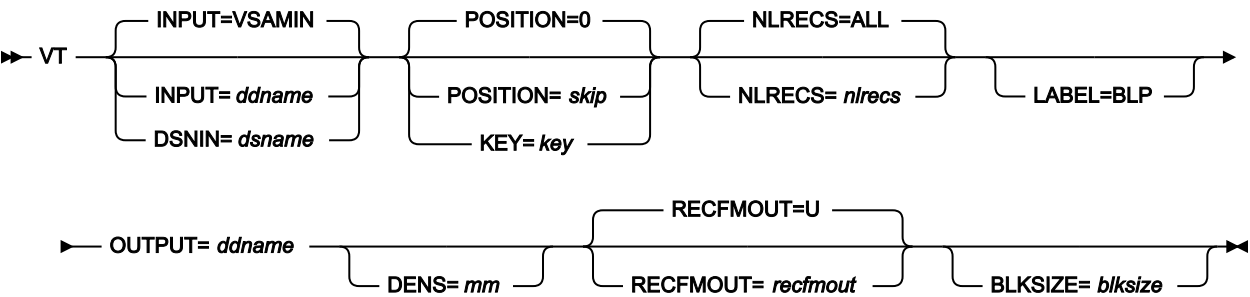 INPUT=VSAMIN POSITION=0 NLRECS=ALL
VT
INPUT= ddname POSITION= skip NLRECS= nlrecs LABEL=BLP
DSNIN= dsname KEY= key
RECFMOUT=U
OUTPUT= ddname
DENS= mm RECFMOUT= recfmout BLKSIZE= blksize